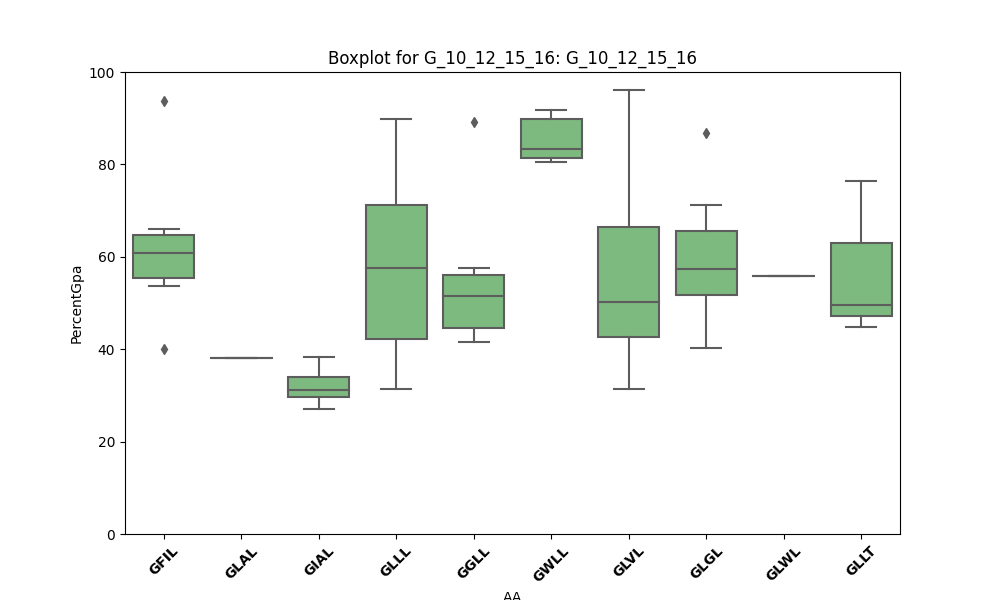 Boxplot for G_10_12_15_16: G_10_12_15_16
100
80
60
40
20
0
PercentGpa
GFIL
GLAL
GIAL
GLLL
GGLL
GWLL
GLVL
GLGL
GLWL
GLLT
AA